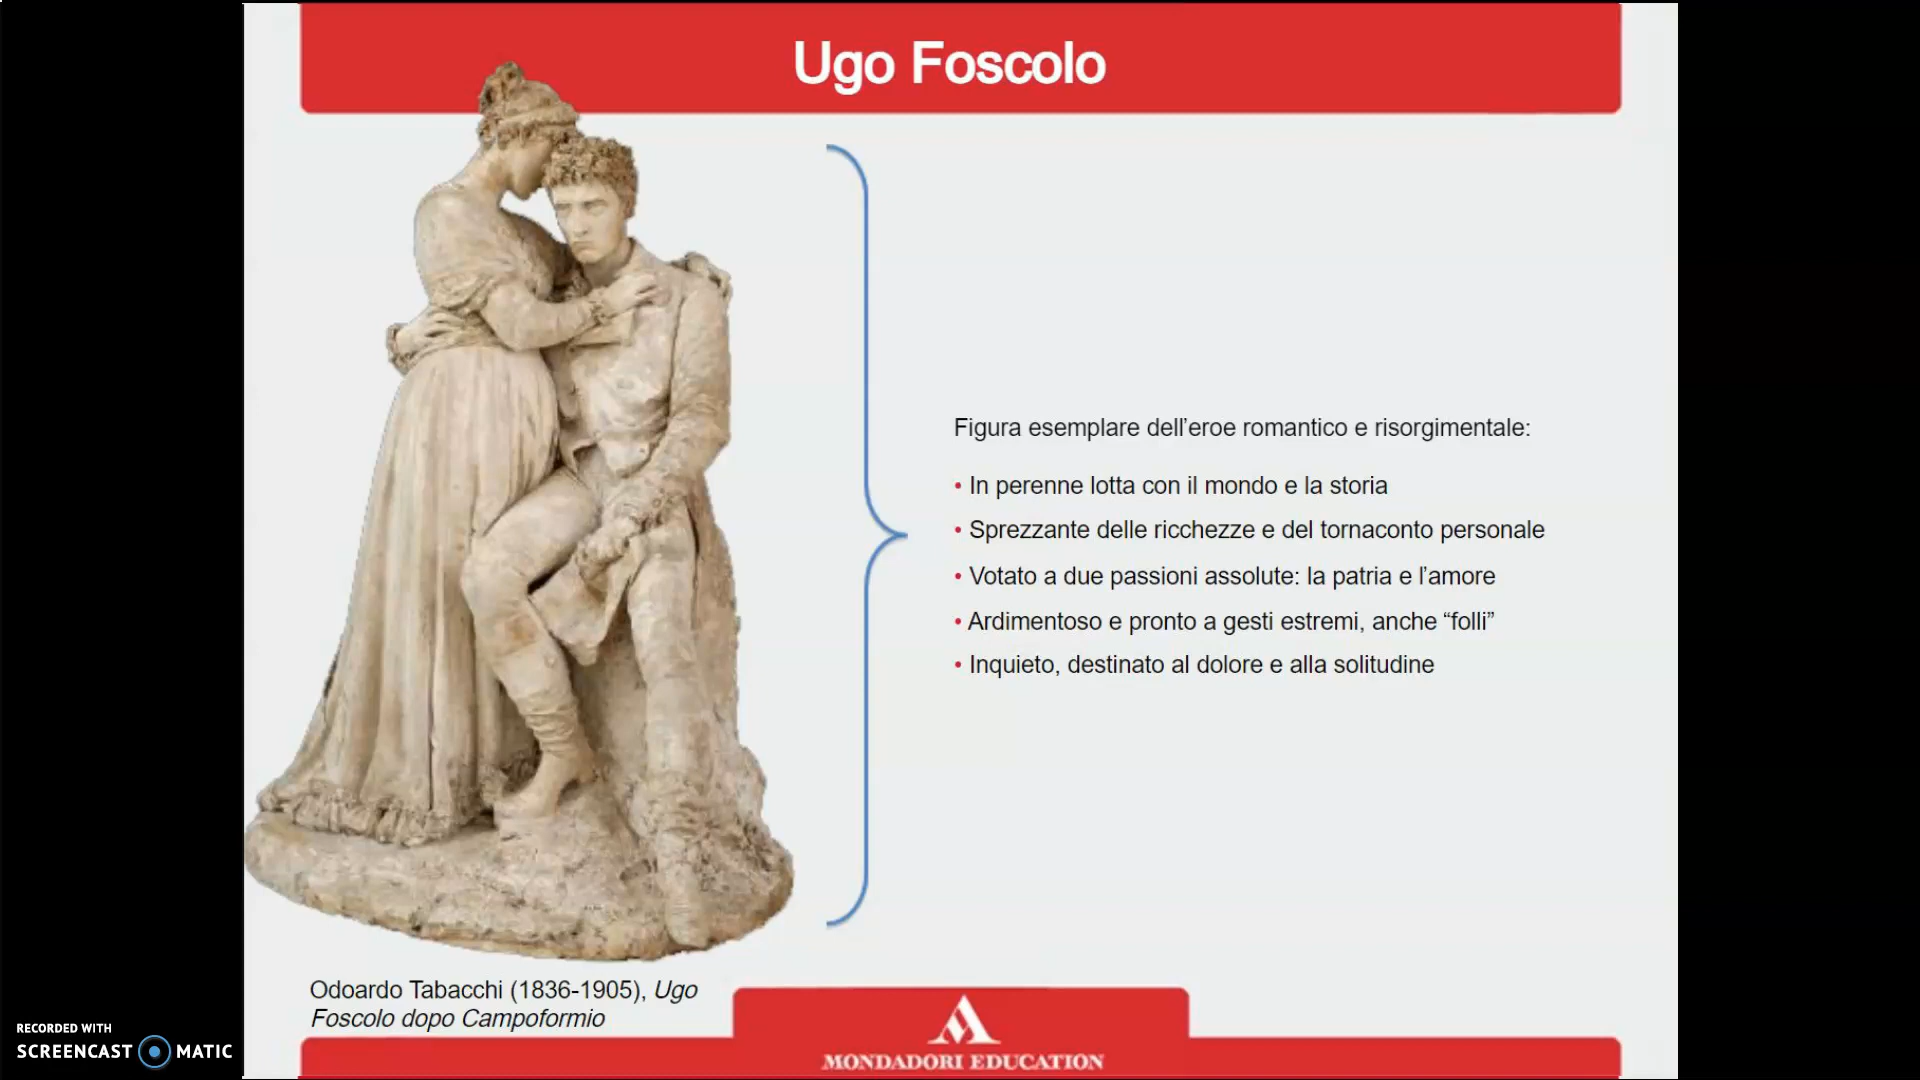 Ugo Foscolo
Figura esemplare dell’eroe romantico e risorgimentale:
• In perenne lotta con il mondo e la storia
• Sprezzante delle ricchezze e del tornaconto personale
• Votato a due passioni assolute: la patria e l’amore
• Ardimentoso e pronto a gesti estremi, anche “folli”
• Inquieto, destinato al dolore e alla solitudine
Odoardo Tabacchi (1836-1905), Ugo
Foscolo dopo Campoformio
MONDADORI EDUCATION
RECORDED WITH
SCREENCAST MATIC